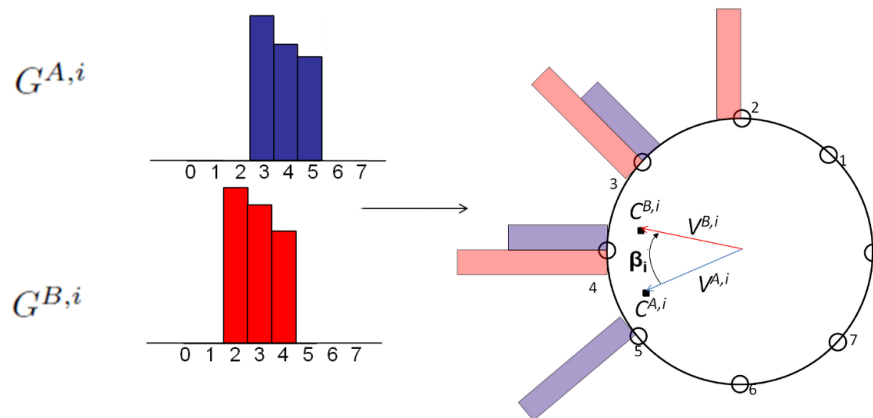 G^{A,i}
0 1 2 3 4 5 6 7
G^{B,i}
0 1 2 3 4 5 6 7
2
1
3
C^{B,i}
V^{B,i}
β_i
4
V^{A,i}
C^{A,i}
5
7
6